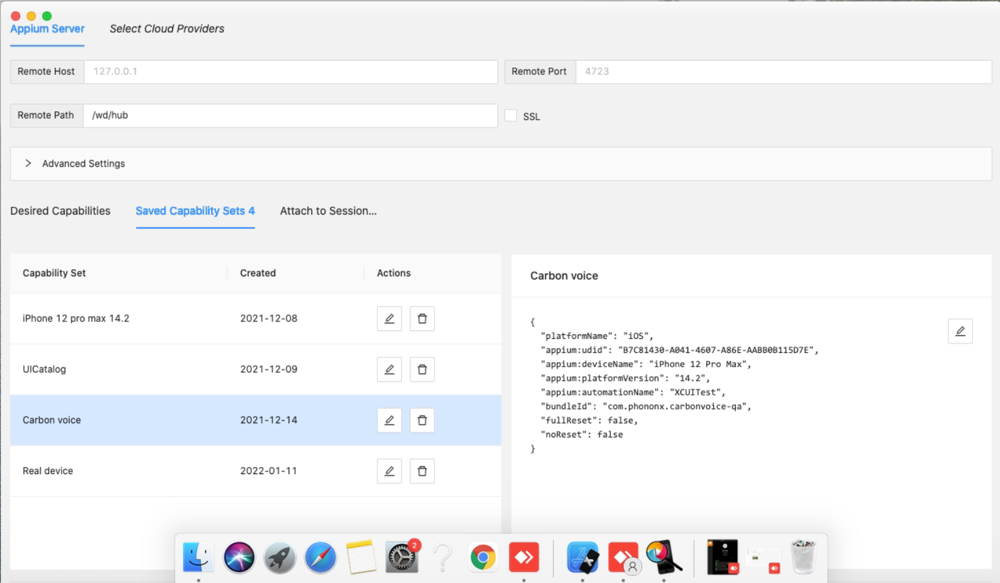 Appium Server
Select Cloud Providers
Remote Host
127.0.0.1
Remote Port
4723
Remote Path
/wd/hub
SSL
Advanced Settings
Desired Capabilities
Saved Capability Sets 4
Attach to Session...
Capability Set
Created
Actions
iPhone 12 pro max 14.2
2021-12-08
UICatalog
2021-12-09
Carbon voice
2021-12-14
Real device
2022-01-11
Carbon voice
{
"platformName": "iOS",
"appium:udid": "B7C81430-A041-4607-A86E-AABB0B115D7E",
"appium:deviceName": "iPhone 12 Pro Max",
"appium:platformVersion": "14.2",
"appium:automationName": "XCUITest",
"bundleId": "com.phononx.carbonvoice-qa",
"fullReset": false,
"noReset": false
}
2